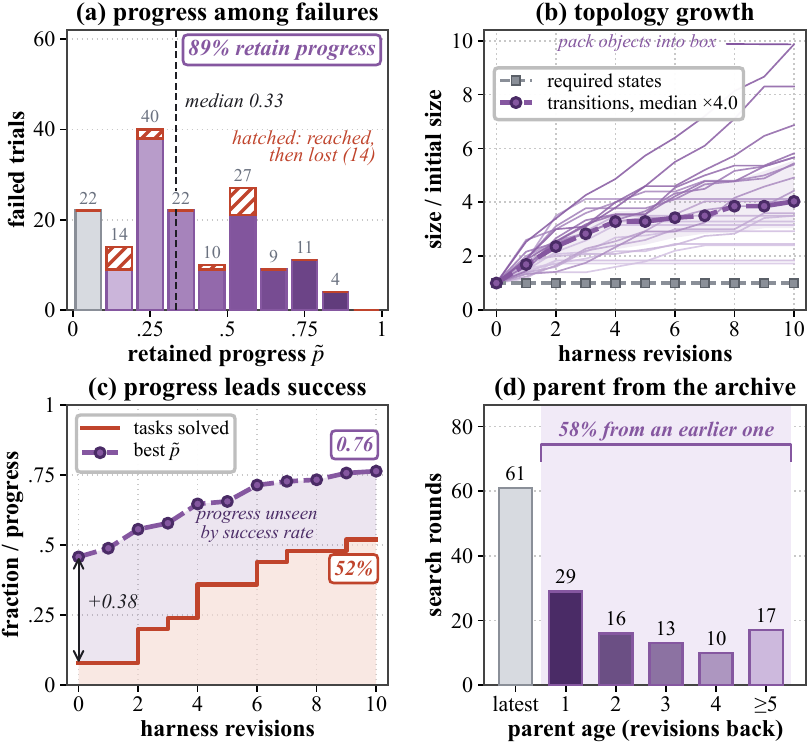 (a) progress among failures
60
40
20
0
failed trials
89% retain progress
median 0.33
hatched: reached,
then lost (14)
22
14
40
22
10
27
9
11
4
0
.25
.5
.75
1
retained progress p̃
(b) topology growth
10
8
6
4
2
0
size / initial size
pack objects into box
required states
transitions, median ×4.0
0
2
4
6
8
10
harness revisions
(c) progress leads success
1
.75
.5
.25
0
fraction / progress
tasks solved
best p̃
0.76
progress unseen
by success rate
52%
+0.38
0
2
4
6
8
10
harness revisions
(d) parent from the archive
80
60
40
20
0
search rounds
58% from an earlier one
61
29
16
13
10
17
latest
1
2
3
4
≥5
parent age (revisions back)